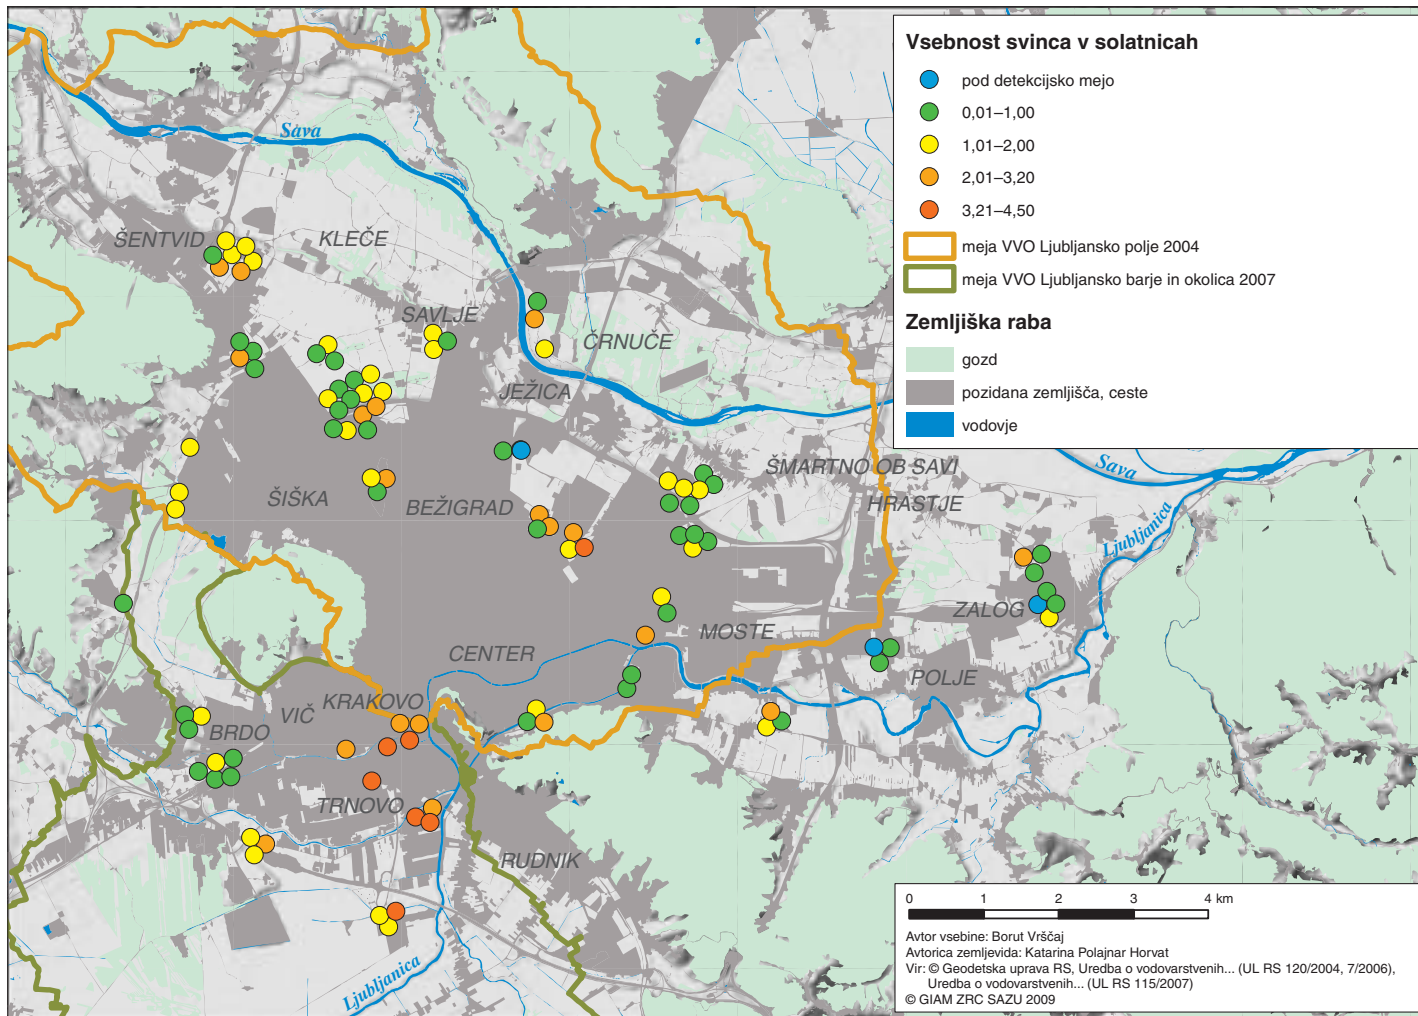 Vsebnost svinca v solatnicah
pod detekcijsko mejo
0,01–1,00
1,01–2,00
2,01–3,20
3,21–4,50
meja VVO Ljubljansko polje 2004
meja VVO Ljubljansko barje in okolica 2007
Zemljiška raba
gozd
pozidana zemljišča, ceste
vodovje
Sava
ŠENTVID
KLEČE
SAVLJE
ČRNUČE
JEŽICA
ŠMARTNO OB SAVI
Sava
ŠIŠKA
BEŽIGRAD
HRASTJE
Ljubljanica
ZALOG
MOSTE
CENTER
POLJE
KRAKOVO
VIČ
BRDO
TRNOVO
RUDNIK
Ljubljanica
0 1 2 3 4 km
Avtor vsebine: Borut Vrščaj
Avtorica zemljevida: Katarina Polajnar Horvat
Vir: © Geodetska uprava RS, Uredba o vodovarstvenih... (UL RS 120/2004, 7/2006),
Uredba o vodovarstvenih... (UL RS 115/2007)
© GIAM ZRC SAZU 2009